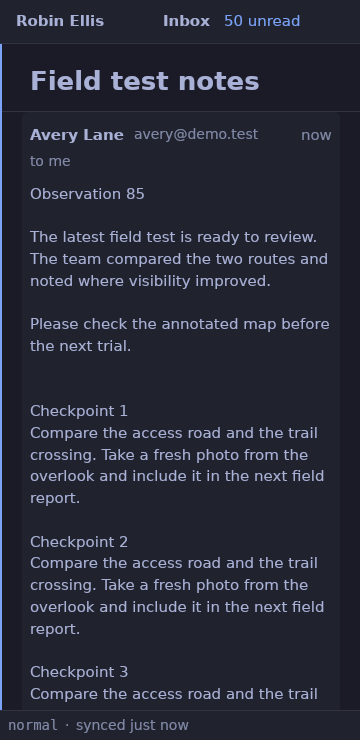 Robin Ellis Inbox 50 unread
Field test notes
Avery Lane avery@demo.test now
to me
Observation 85
The latest field test is ready to review.
The team compared the two routes and
noted where visibility improved.
Please check the annotated map before
the next trial.
Checkpoint 1
Compare the access road and the trail
crossing. Take a fresh photo from the
overlook and include it in the next field
report.
Checkpoint 2
Compare the access road and the trail
crossing. Take a fresh photo from the
overlook and include it in the next field
report.
Checkpoint 3
Compare the access road and the trail
normal · synced just now